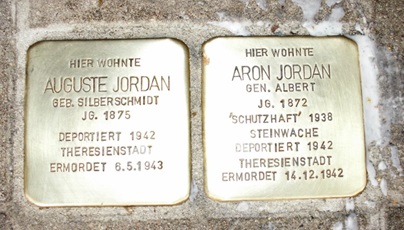 HIER WOHNTE
AUGUSTE JORDAN
GEB. SILBERSCHMIDT
JG. 1875
DEPORTIERT 1942
THERESIENSTADT
ERMORDET 6.5.1943
HIER WOHNTE
ARON JORDAN
GEN. ALBERT
JG. 1872
'SCHUTZHAFT' 1938
STEINWACHE
DEPORTIERT 1942
THERESIENSTADT
ERMORDET 14.12.1942